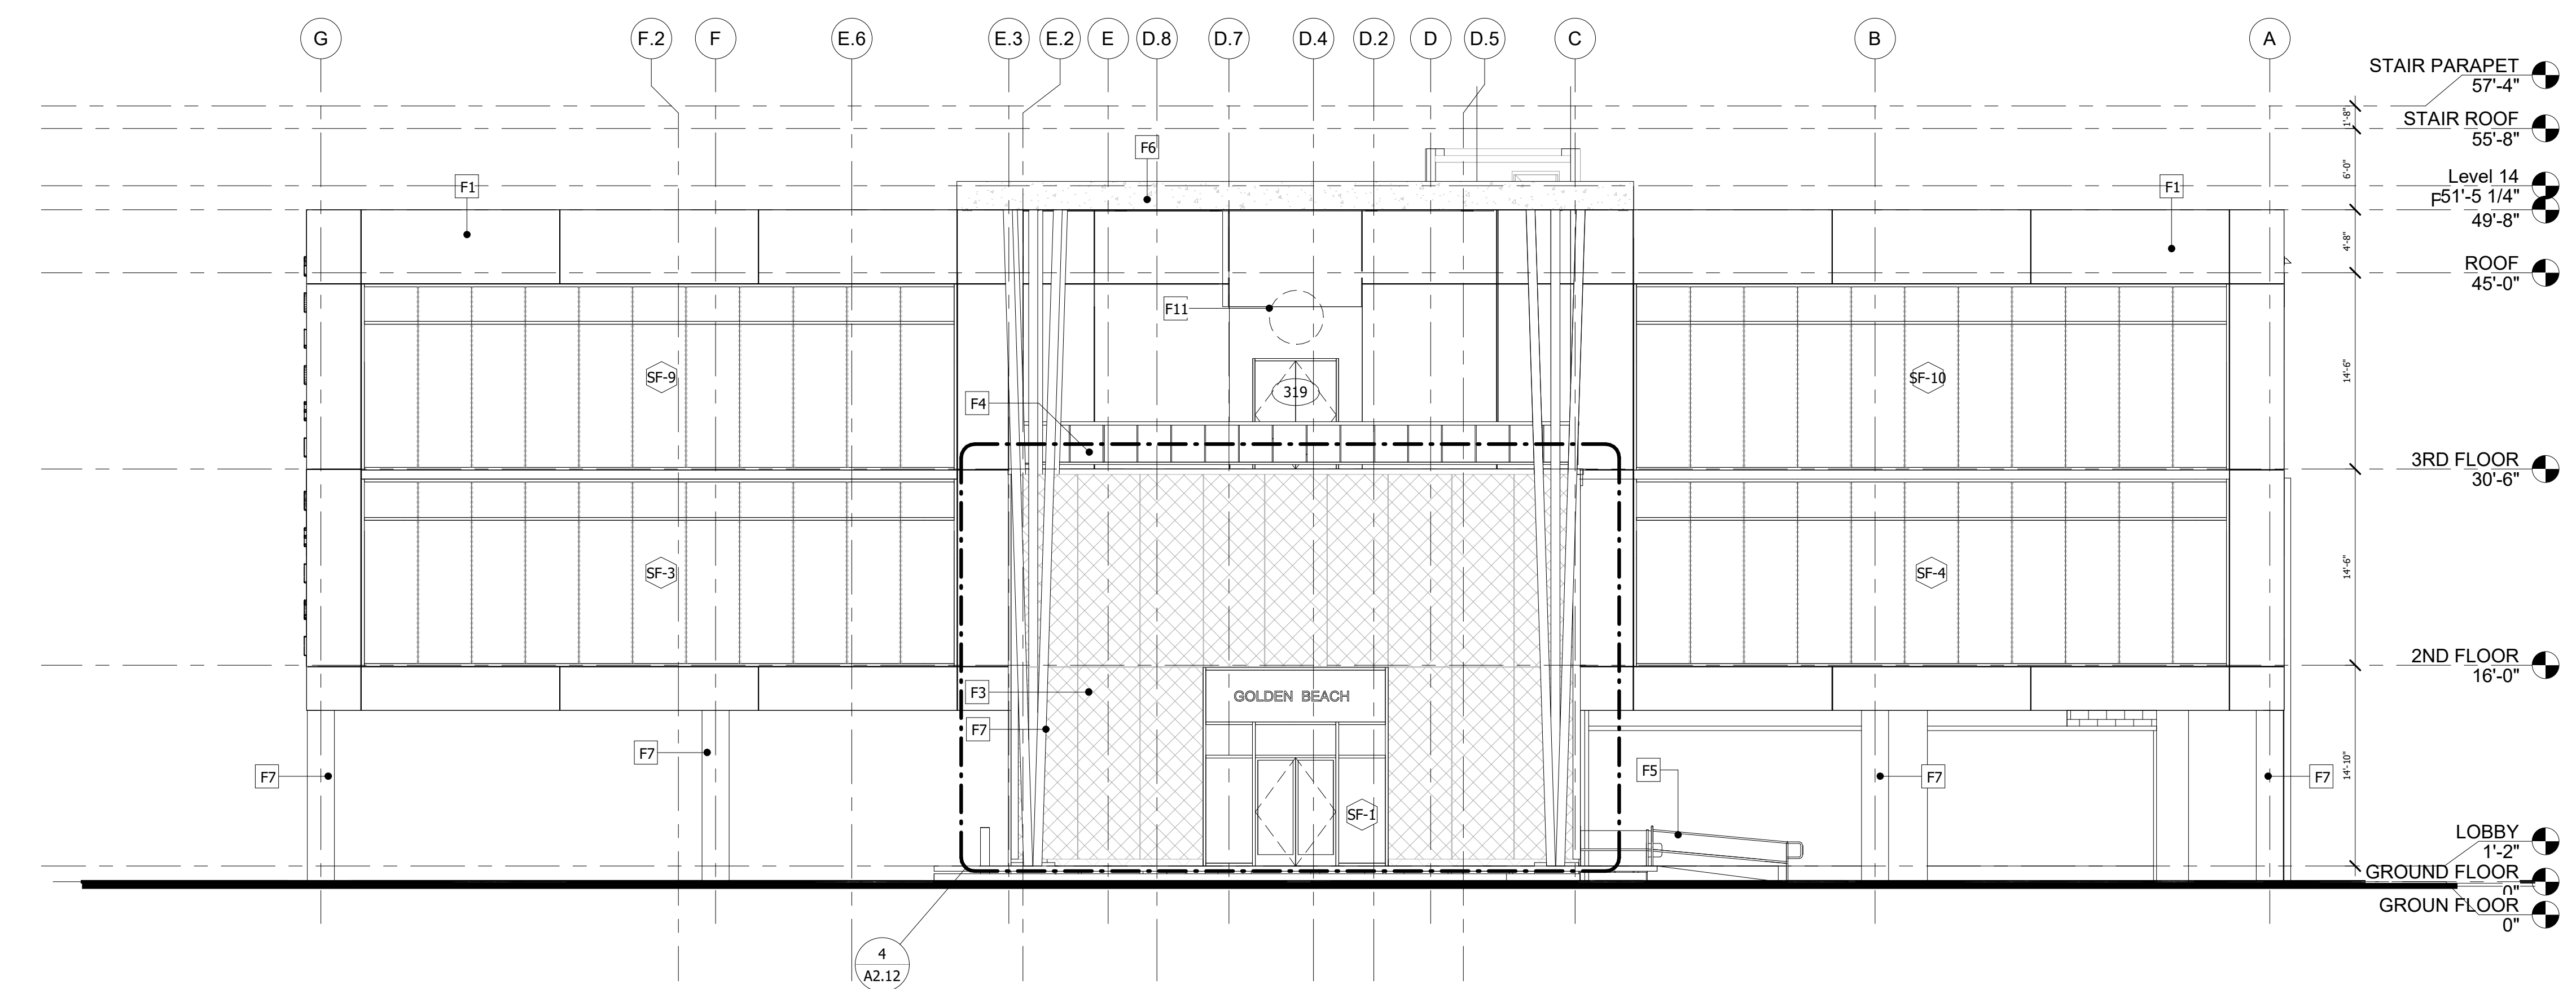 G
F.2
F
E.6
E.3
E.2
E
D.8
D.7
D.4
D.2
D
D.5
C
B
A
STAIR PARAPET
57'-4"
1'-8"
STAIR ROOF
55'-8"
F6
6'-0"
F1
F1
Level 14
51'-5 1/4"
F
49'-8"
4'-8"
ROOF
45'-0"
F11
SF-9
SF-10
14'-6"
319
F4
3RD FLOOR
30'-6"
SF-3
SF-4
14'-6"
2ND FLOOR
16'-0"
F3
GOLDEN BEACH
F7
F7
F7
F5
F7
F7
14'-10"
SF-1
LOBBY
1'-2"
GROUND FLOOR
0"
GROUN FLOOR
0"
4
A2.12